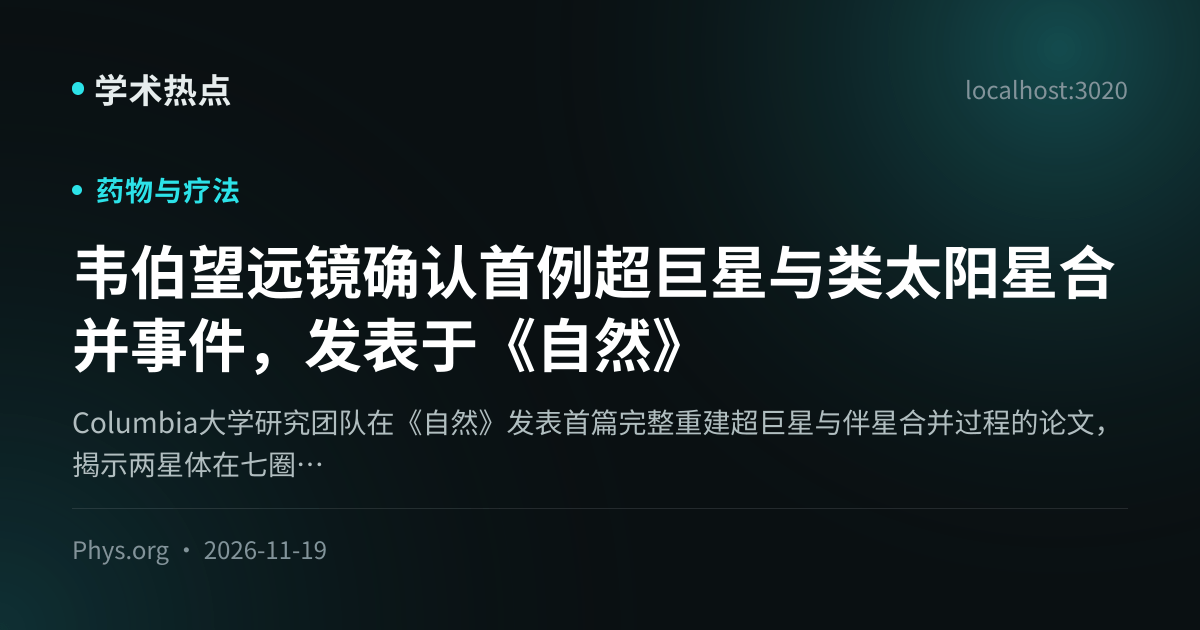 学术热点
localhost:3020
药物与疗法
韦伯望远镜确认首例超巨星与类太阳星合
并事件，发表于《自然》
Columbia大学研究团队在《自然》发表首篇完整重建超巨星与伴星合并过程的论文，
揭示两星体在七圈…
Phys.org · 2026-11-19